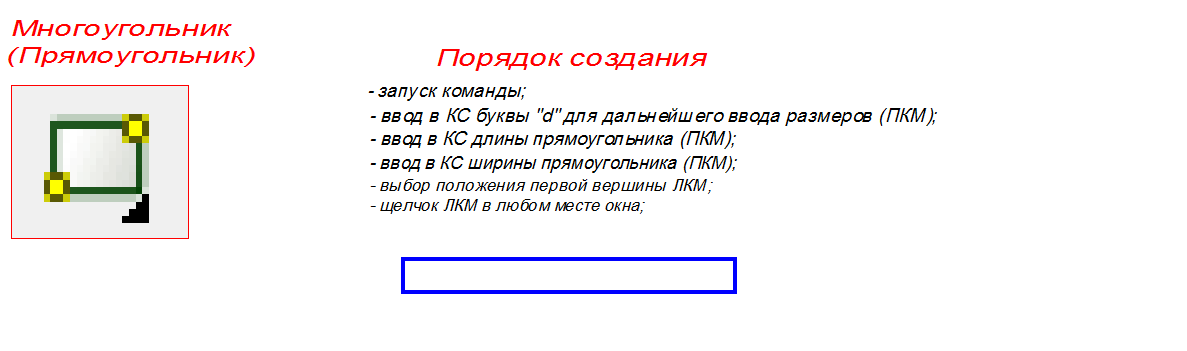 Многоугольник
(Прямоугольник)
Порядок создания
- запуск команды;
- ввод в КС буквы "d" для дальнейшего ввода размеров (ПКМ);
- ввод в КС длины прямоугольника (ПКМ);
- ввод в КС ширины прямоугольника (ПКМ);
- выбор положения первой вершины ЛКМ;
- щелчок ЛКМ в любом месте окна;